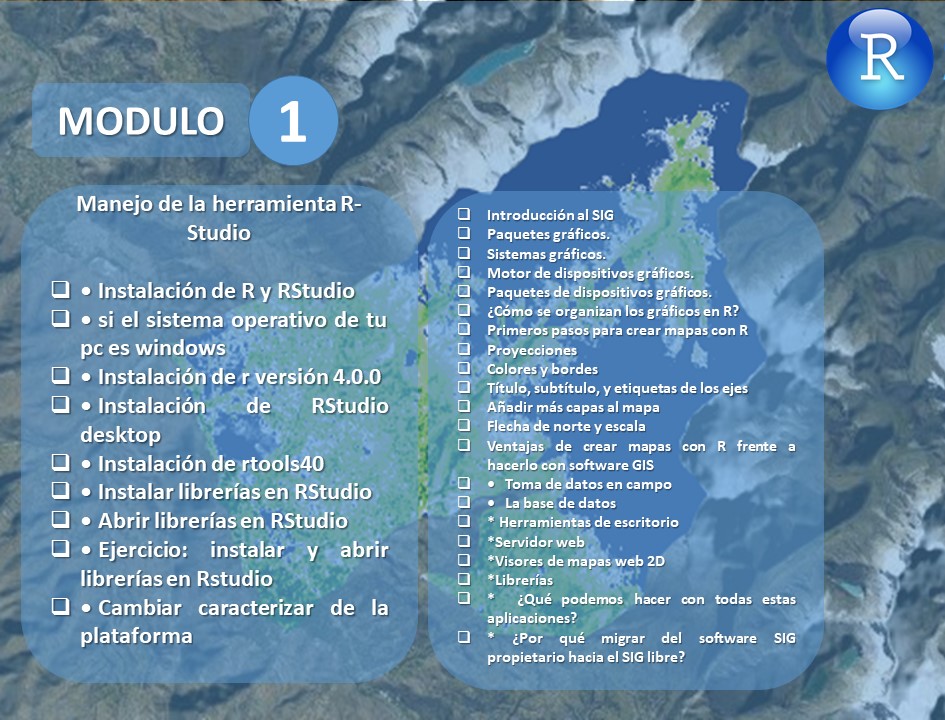 R
MODULO 1
Manejo de la herramienta R-
Studio
❑ • Instalación de R y RStudio
❑ • si el sistema operativo de tu
pc es windows
❑ • Instalación de r versión 4.0.0
❑ • Instalación de RStudio
desktop
❑ • Instalación de rtools40
❑ • Instalar librerías en RStudio
❑ • Abrir librerías en RStudio
❑ • Ejercicio: instalar y abrir
librerías en Rstudio
❑ • Cambiar caracterizar de la
plataforma
❑ Introducción al SIG
❑ Paquetes gráficos.
❑ Sistemas gráficos.
❑ Motor de dispositivos gráficos.
❑ Paquetes de dispositivos gráficos.
❑ ¿Cómo se organizan los gráficos en R?
❑ Primeros pasos para crear mapas con R
❑ Proyecciones
❑ Colores y bordes
❑ Título, subtítulo, y etiquetas de los ejes
❑ Añadir más capas al mapa
❑ Flecha de norte y escala
❑ Ventajas de crear mapas con R frente a
hacerlo con software GIS
❑ • Toma de datos en campo
❑ • La base de datos
❑ * Herramientas de escritorio
❑ *Servidor web
❑ *Visores de mapas web 2D
❑ *Librerías
❑ * ¿Qué podemos hacer con todas estas
aplicaciones?
❑ * ¿Por qué migrar del software SIG
propietario hacia el SIG libre?